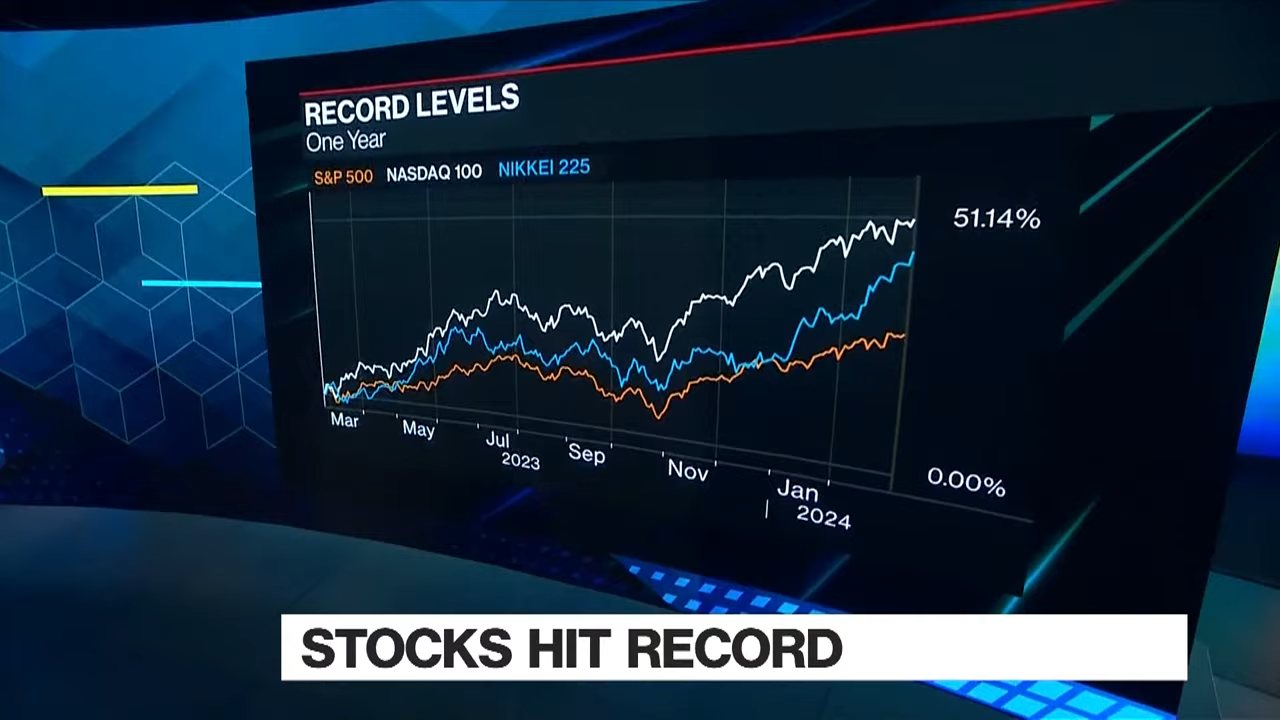 RECORD LEVELS
One Year
S&P 500 NASDAQ 100 NIKKEI 225
51.14%
0.00%
Mar May Jul Sep Nov Jan
2023 2024
STOCKS HIT RECORD